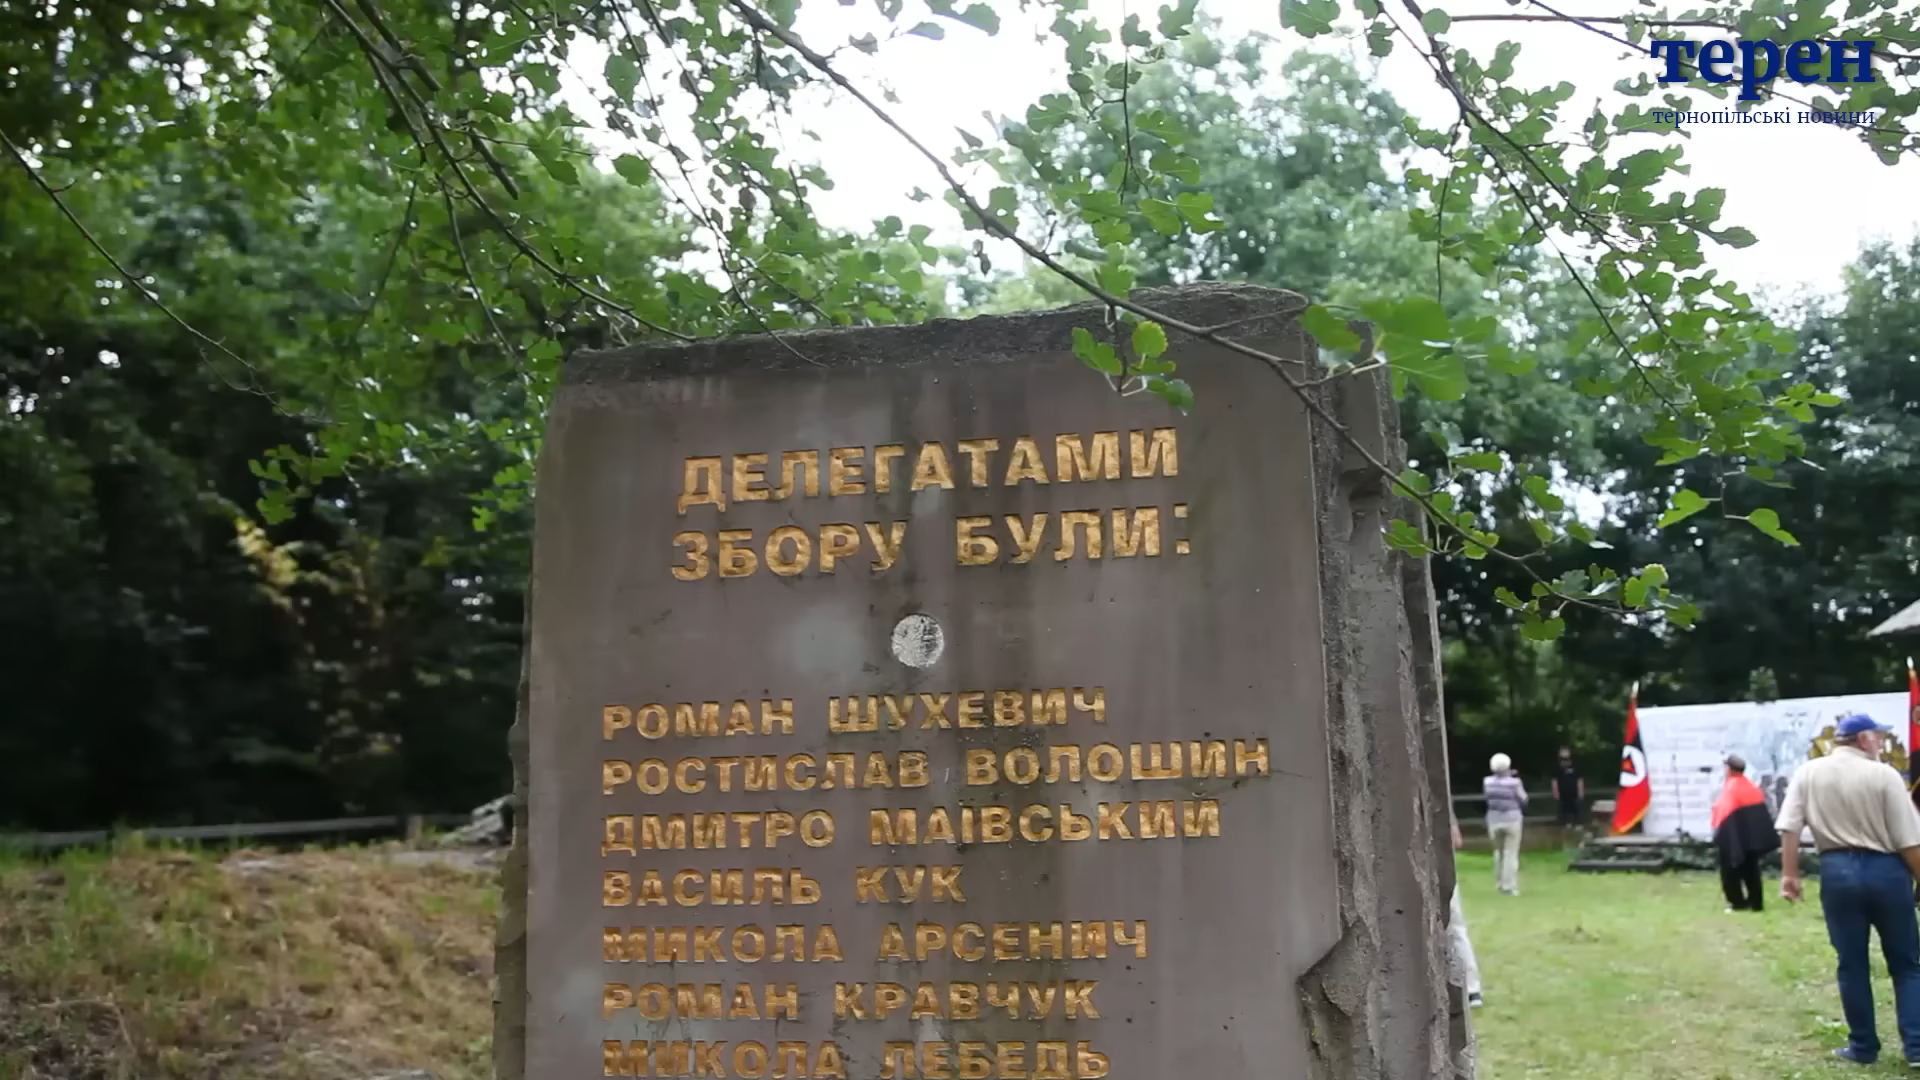 терен
тернопільські новини
ДЕЛЕГАТАМИ
ЗБОРУ БУЛИ:
РОМАН ШУХЕВИЧ
РОСТИСЛАВ ВОЛОШИН
ДМИТРО МАЇВСЬКИЙ
ВАСИЛЬ КУК
МИКОЛА АРСЕНИЧ
РОМАН КРАВЧУК
МИКОЛА ЛЕБЕДЬ